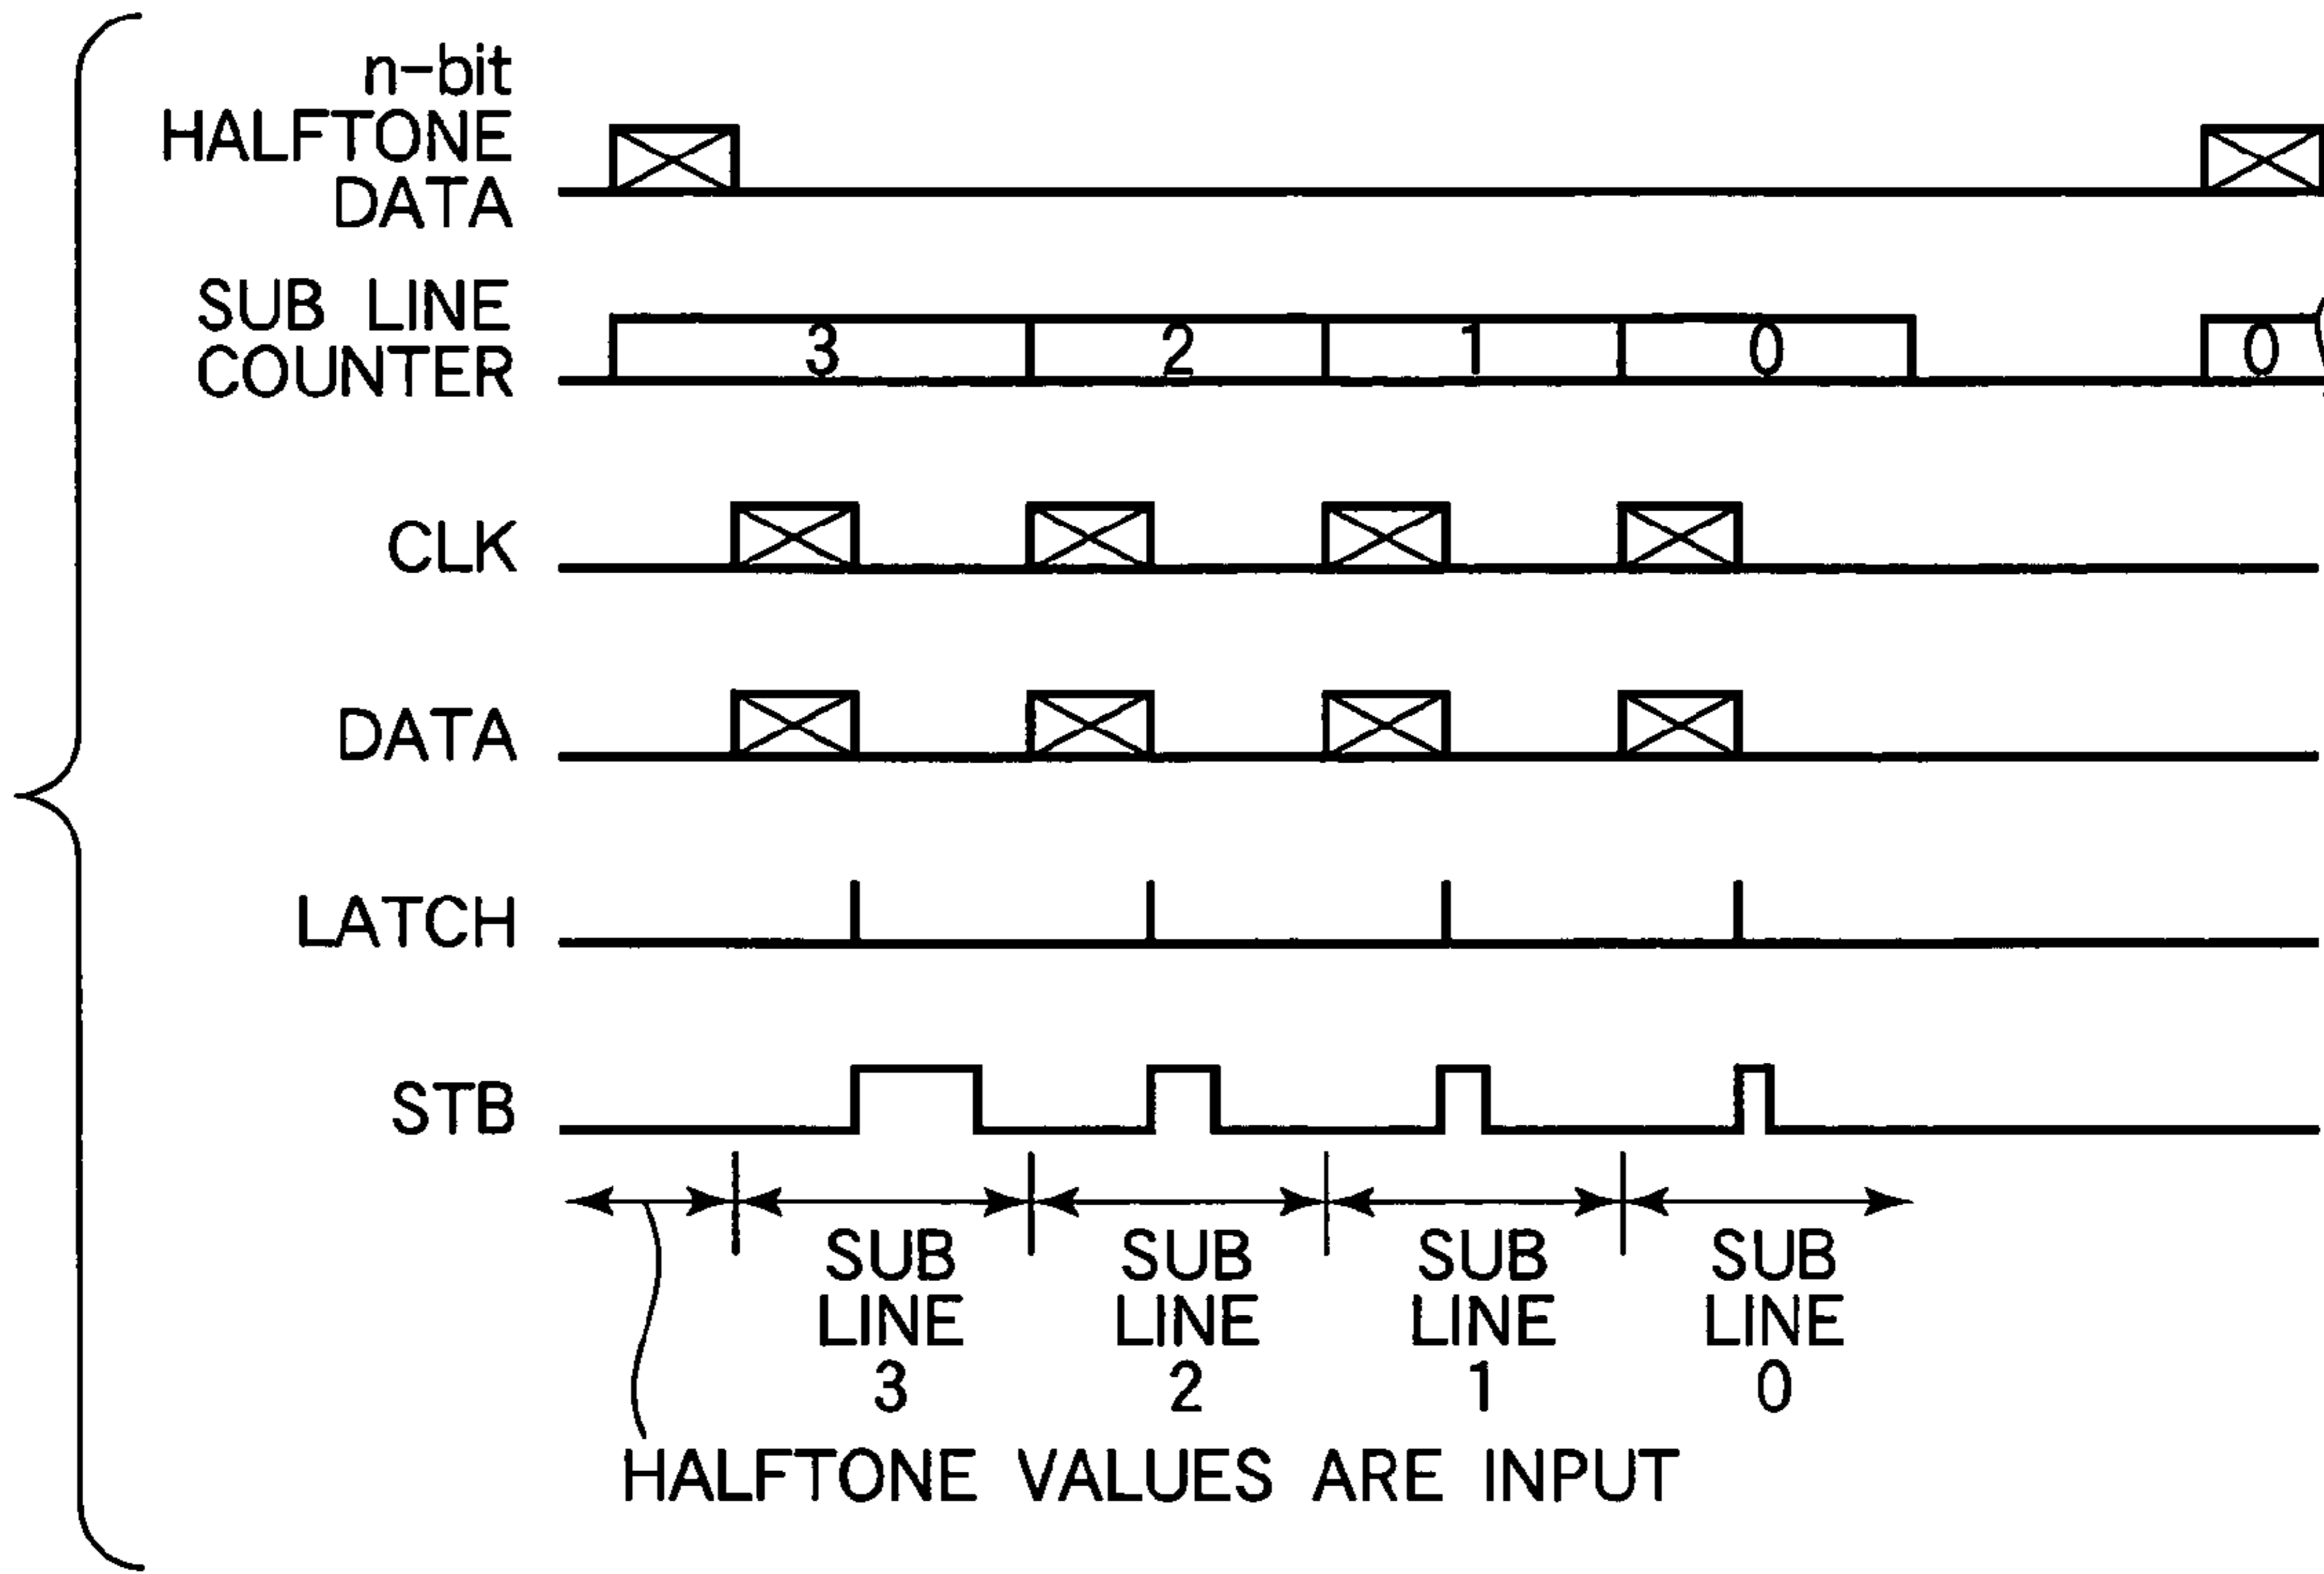 n-bit
HALFTONE
DATA
SUB LINE
COUNTER
3 2 1 0 0
CLK
DATA
LATCH
STB
SUB
LINE
3
SUB
LINE
2
SUB
LINE
1
SUB
LINE
0
HALFTONE VALUES ARE INPUT